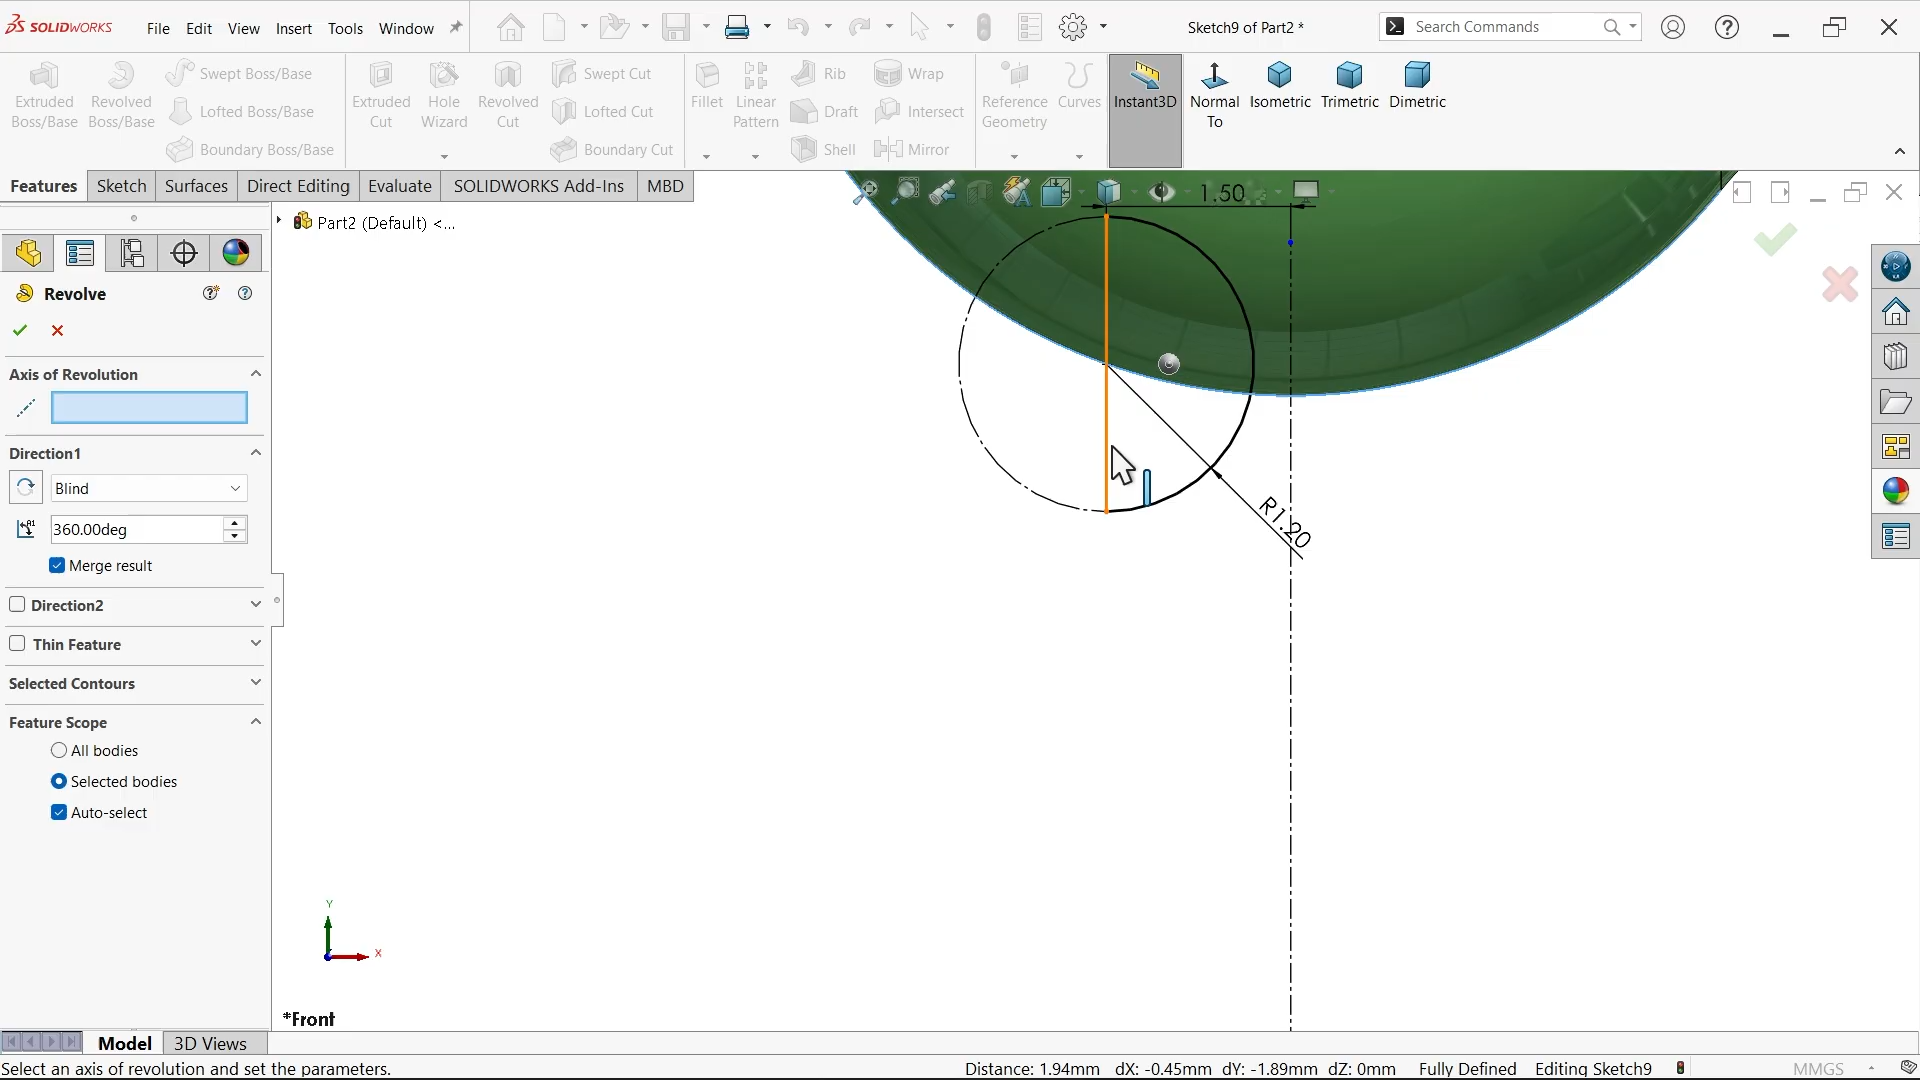 SOLIDWORKS File Edit View Insert Tools Window Sketch9 of Part2 * Search Commands
Extruded Boss/Base
Revolved Boss/Base
Swept Boss/Base
Lofted Boss/Base
Boundary Boss/Base
Extruded Cut
Hole Wizard
Revolved Cut
Swept Cut
Lofted Cut
Boundary Cut
Fillet
Linear Pattern
Rib
Draft
Shell
Wrap
Intersect
Mirror
Reference Geometry
Curves
Instant3D
Normal To
Isometric
Trimetric
Dimetric
Features Sketch Surfaces Direct Editing Evaluate SOLIDWORKS Add-Ins MBD
Part2 (Default) <...
Revolve
Axis of Revolution
Direction1
Blind
360.00deg
Merge result
Direction2
Thin Feature
Selected Contours
Feature Scope
All bodies
Selected bodies
Auto-select
1.50
R1.20
Y
X
*Front
Model 3D Views
Select an axis of revolution and set the parameters. Distance: 1.94mm dX: -0.45mm dY: -1.89mm dZ: 0mm Fully Defined Editing Sketch9 MMGS